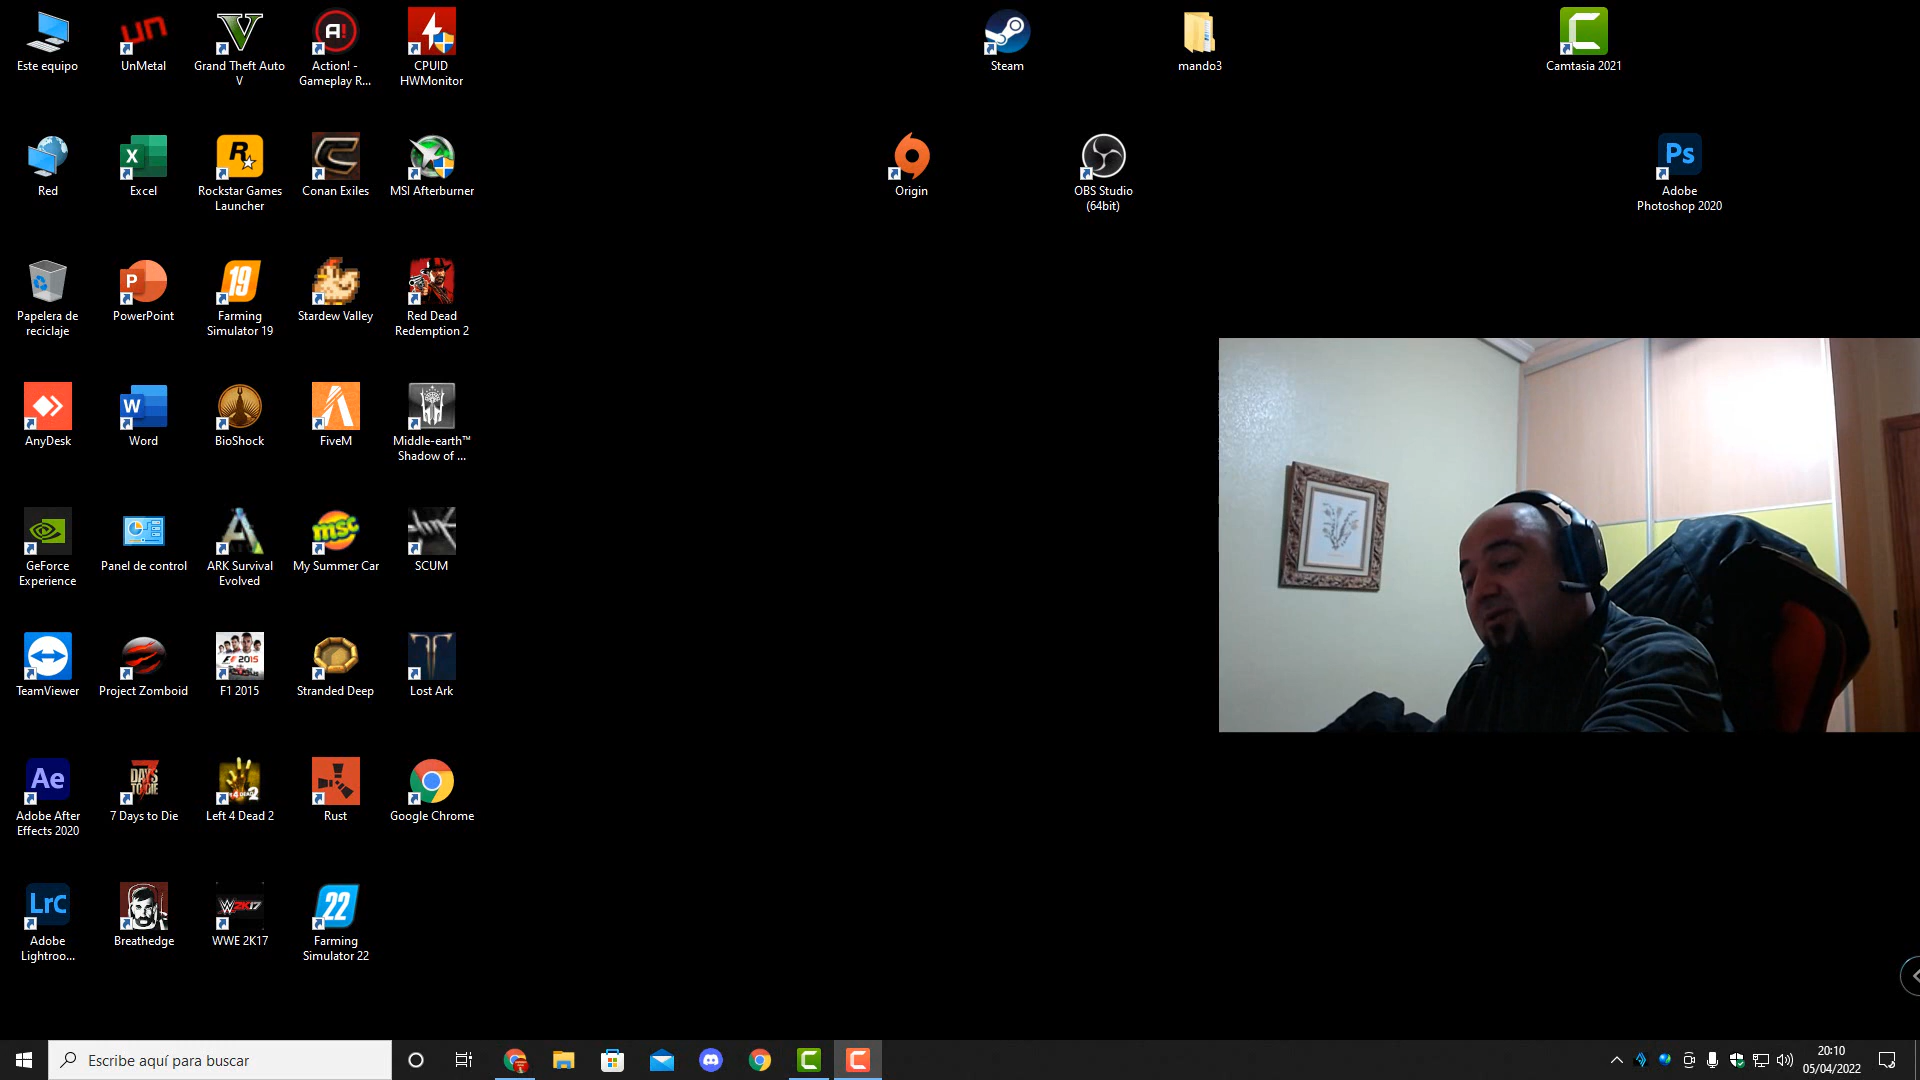 Este equipo
UnMetal
Grand Theft Auto
V
Action! -
Gameplay R...
CPUID
HWMonitor
Steam
mando3
Camtasia 2021
Red
Excel
Rockstar Games
Launcher
Conan Exiles
MSI Afterburner
Origin
OBS Studio
(64bit)
Adobe
Photoshop 2020
Papelera de
reciclaje
PowerPoint
Farming
Simulator 19
Stardew Valley
Red Dead
Redemption 2
AnyDesk
Word
BioShock
FiveM
Middle-earth™
Shadow of ...
GeForce
Experience
Panel de control
ARK Survival
Evolved
My Summer Car
SCUM
TeamViewer
Project Zomboid
F1 2015
Stranded Deep
Lost Ark
Adobe After
Effects 2020
7 Days to Die
Left 4 Dead 2
Rust
Google Chrome
Adobe
Lightroo...
Breathedge
WWE 2K17
Farming
Simulator 22
Escribe aquí para buscar
20:10
05/04/2022